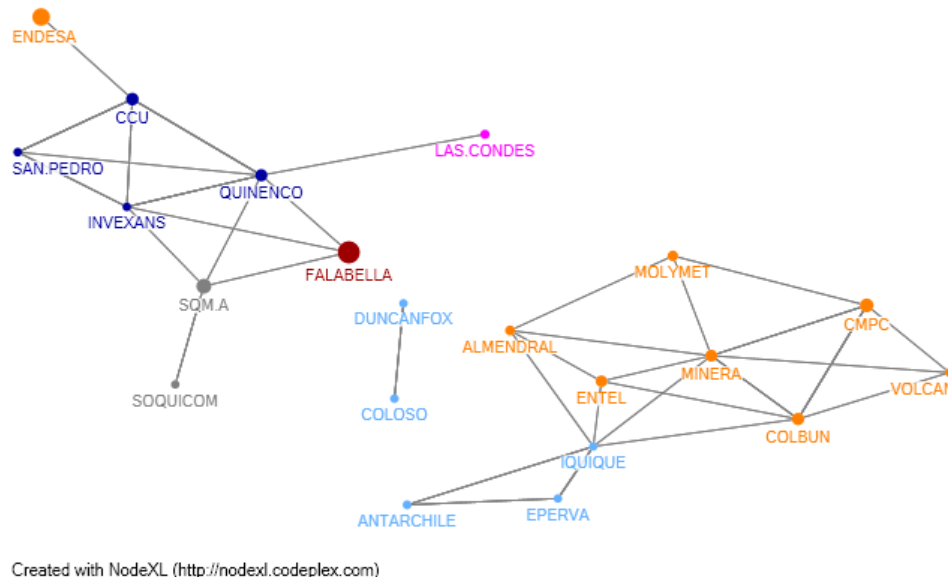 ENDESA
CCU
LAS.CONDES
SAN.PEDRO
QUINENCO
INVEXANS
FALABELLA
MOLYMET
SQM.A
DUNCANFOX
CMPC
ALMENDRAL
MINERA
VOLCAN
SOQUICOM
ENTEL
COLOSO
COLBUN
IQUIQUE
ANTARCHILE
EPERVA
Created with NodeXL (http://nodexl.codeplex.com)